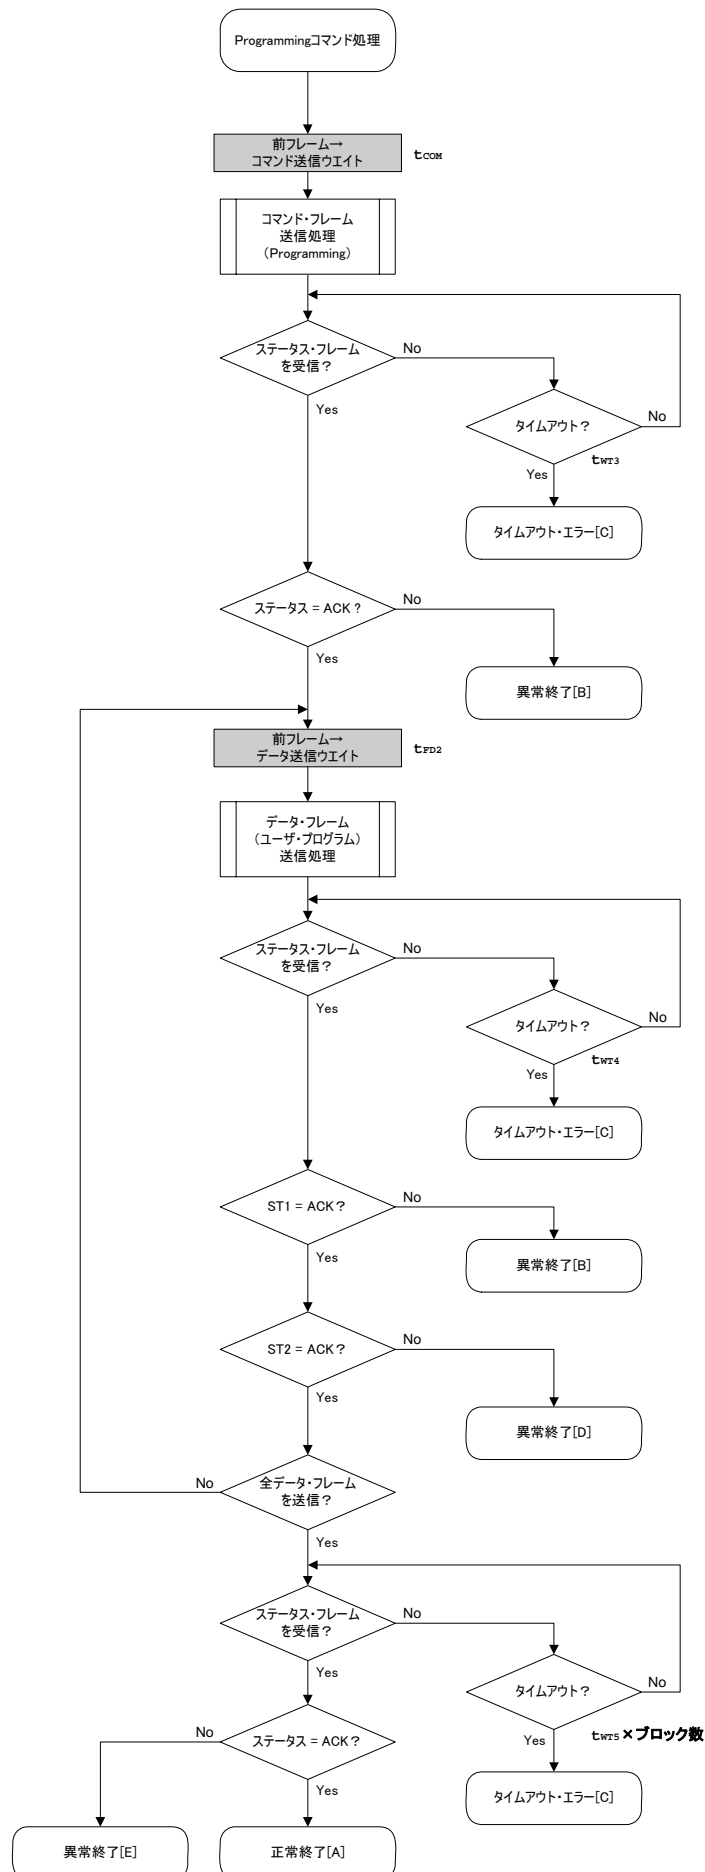 Programmingコマンド処理
前フレーム→
コマンド送信ウエイト
tCOM
コマンド・フレーム
送信処理
（Programming）
ステータス・フレーム
を受信？
No
Yes
タイムアウト？
No
tWT3
Yes
タイムアウト・エラー[C]
ステータス = ACK？
No
Yes
異常終了[B]
前フレーム→
データ送信ウエイト
tFD2
データ・フレーム
（ユーザ・プログラム）
送信処理
ステータス・フレーム
を受信？
No
Yes
タイムアウト？
No
tWT4
Yes
タイムアウト・エラー[C]
ST1 = ACK？
No
Yes
異常終了[B]
ST2 = ACK？
No
Yes
異常終了[D]
全データ・フレーム
を送信？
No
Yes
ステータス・フレーム
を受信？
No
Yes
タイムアウト？
No
tWT5×ブロック数
Yes
タイムアウト・エラー[C]
ステータス = ACK？
No
Yes
異常終了[E]
正常終了[A]